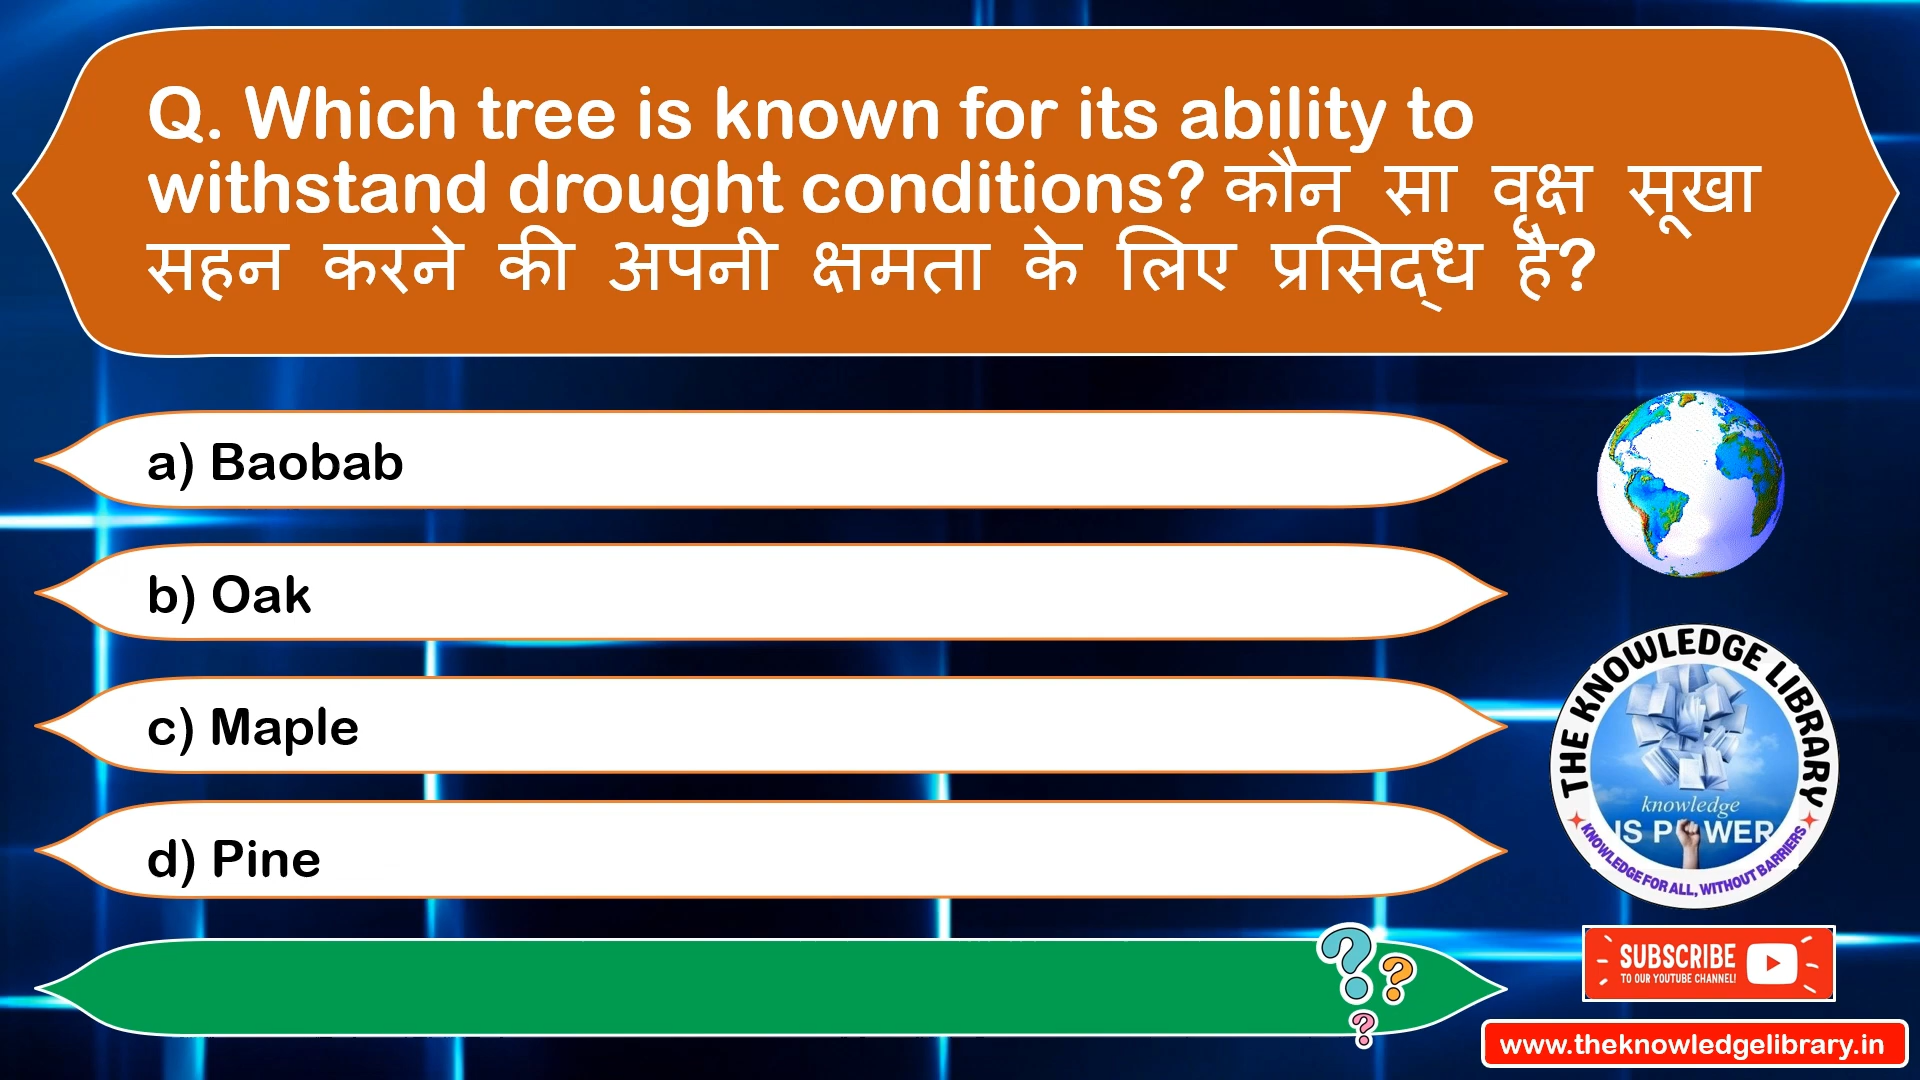 Q. Which tree is known for its ability to
withstand drought conditions? कौन सा वृक्ष सूखा
सहन करने की अपनी क्षमता के लिए प्रसिद्ध है?
a) Baobab
b) Oak
c) Maple
d) Pine
THE KNOWLEDGE LIBRARY
knowledge
IS POWER
KNOWLEDGE FOR ALL, WITHOUT BARRIERS
SUBSCRIBE
TO OUR YOUTUBE CHANNEL!
www.theknowledgelibrary.in